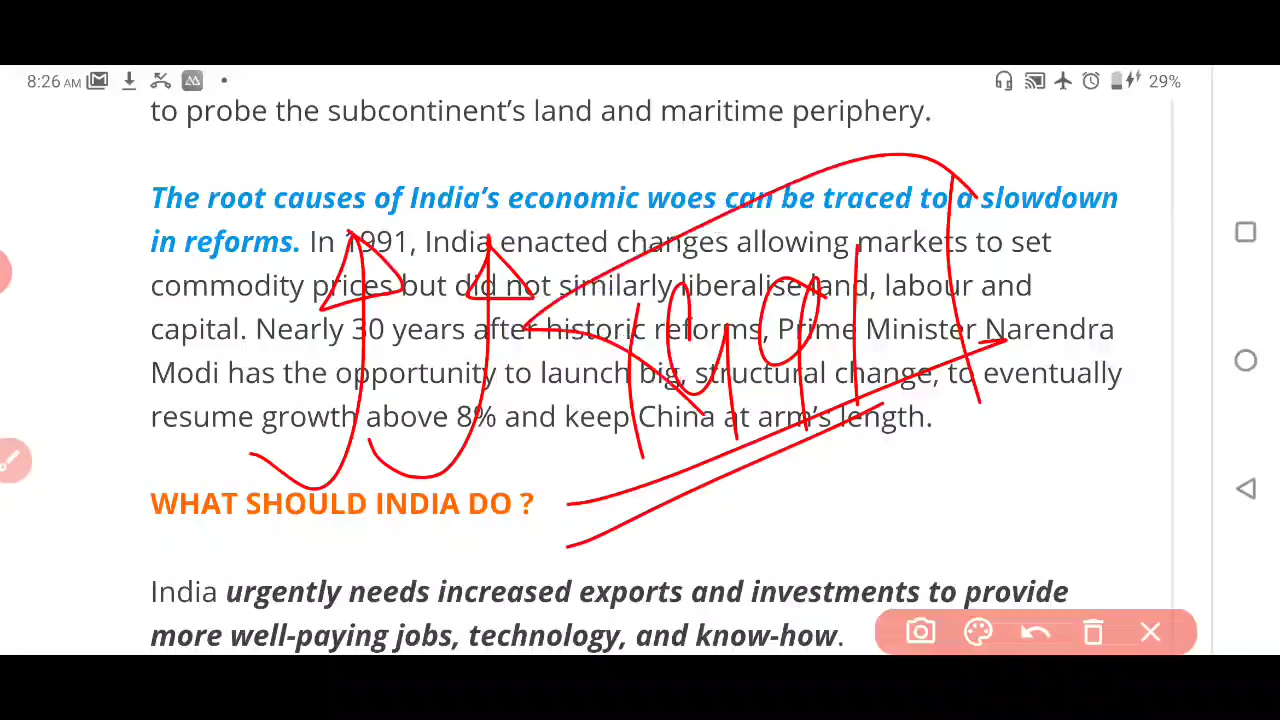 8:26 AM 29%
to probe the subcontinent's land and maritime periphery.
The root causes of India's economic woes can be traced to a slowdown
in reforms. In 1991, India enacted changes allowing markets to set
commodity prices but did not similarly liberalise land, labour and
capital. Nearly 30 years after historic reforms, Prime Minister Narendra
Modi has the opportunity to launch big, structural change, to eventually
resume growth above 8% and keep China at arm's length.
1991
WHAT SHOULD INDIA DO ?
India urgently needs increased exports and investments to provide
more well-paying jobs, technology, and know-how.